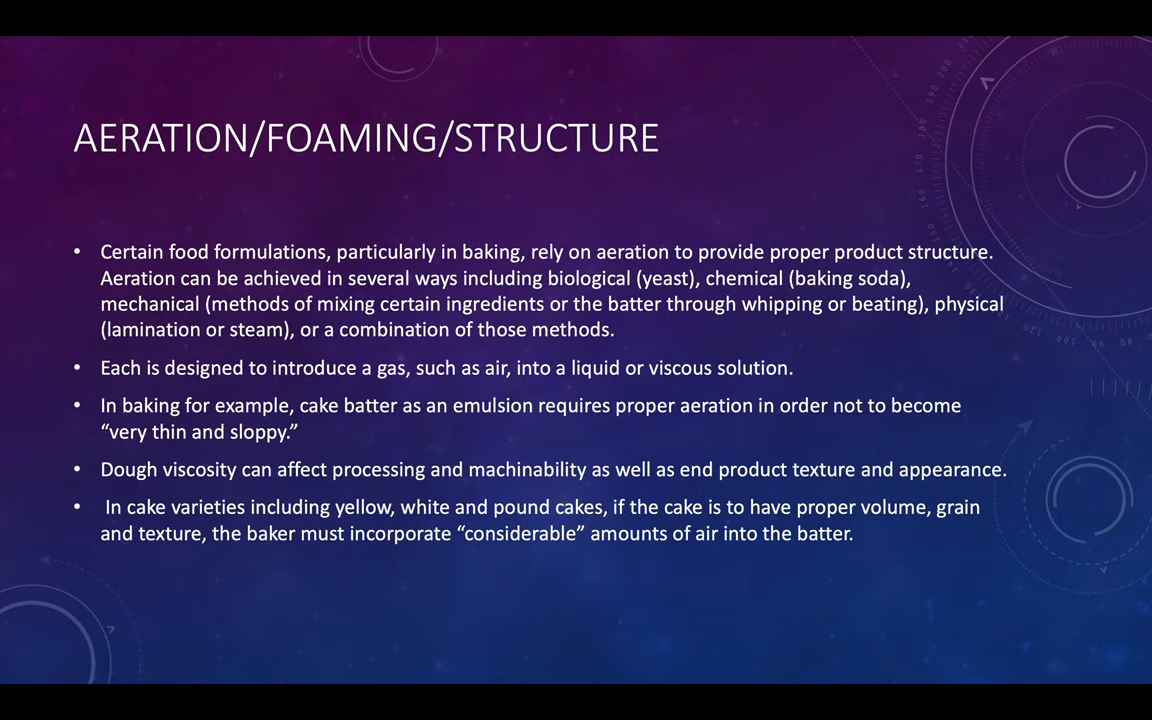 AERATION/FOAMING/STRUCTURE
• Certain food formulations, particularly in baking, rely on aeration to provide proper product structure.
Aeration can be achieved in several ways including biological (yeast), chemical (baking soda),
mechanical (methods of mixing certain ingredients or the batter through whipping or beating), physical
(lamination or steam), or a combination of those methods.
• Each is designed to introduce a gas, such as air, into a liquid or viscous solution.
• In baking for example, cake batter as an emulsion requires proper aeration in order not to become
“very thin and sloppy.”
• Dough viscosity can affect processing and machinability as well as end product texture and appearance.
• In cake varieties including yellow, white and pound cakes, if the cake is to have proper volume, grain
and texture, the baker must incorporate “considerable” amounts of air into the batter.